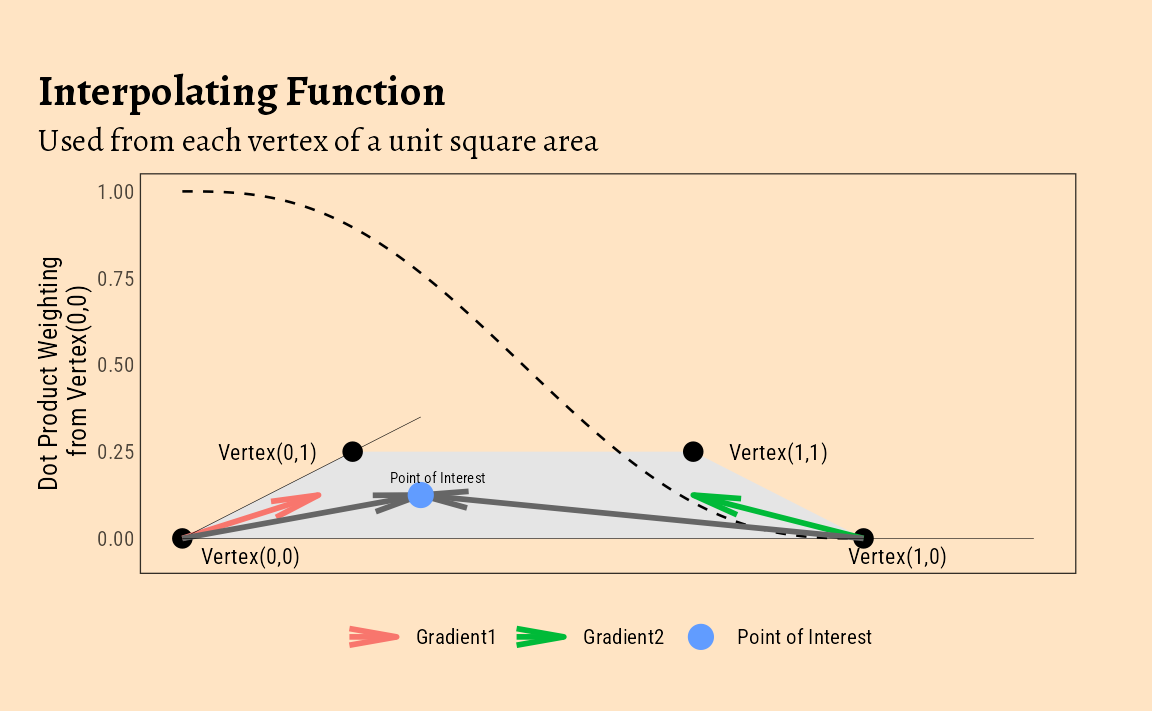 Interpolating Function
Used from each vertex of a unit square area
Dot Product Weighting
from Vertex(0,0)
1.00
0.75
0.50
0.25
0.00
Vertex(0,1)
Vertex(1,1)
Point of Interest
Vertex(0,0)
Vertex(1,0)
Gradient1
Gradient2
Point of Interest